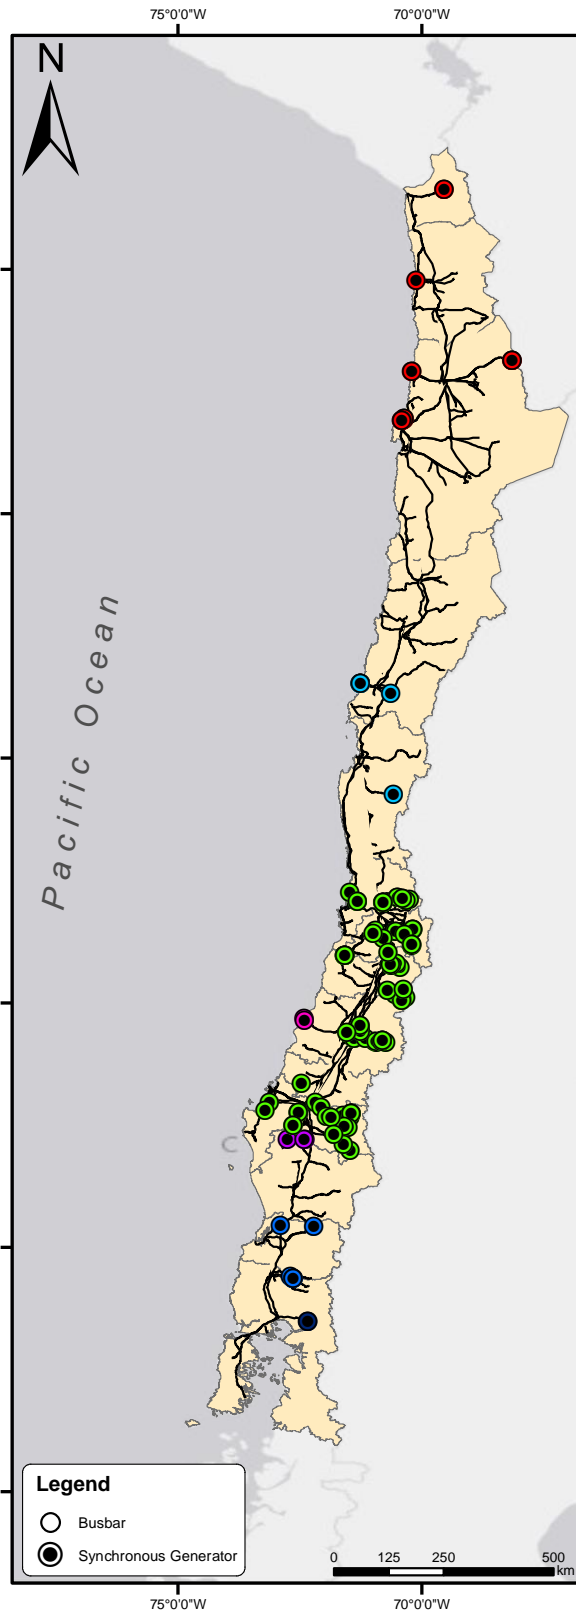 75°0'0"W 70°0'0"W
N
Pacific Ocean
Legend
Busbar
Synchronous Generator
0 125 250 500
km
75°0'0"W 70°0'0"W